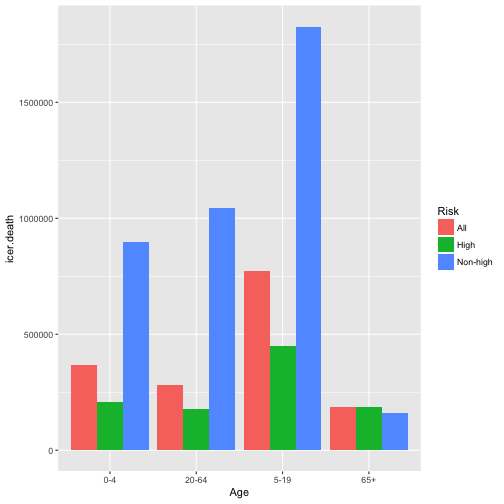 icer.death
1500000
1000000
500000
0
0-4 20-64 5-19 65+
Age
Risk
All
High
Non-high